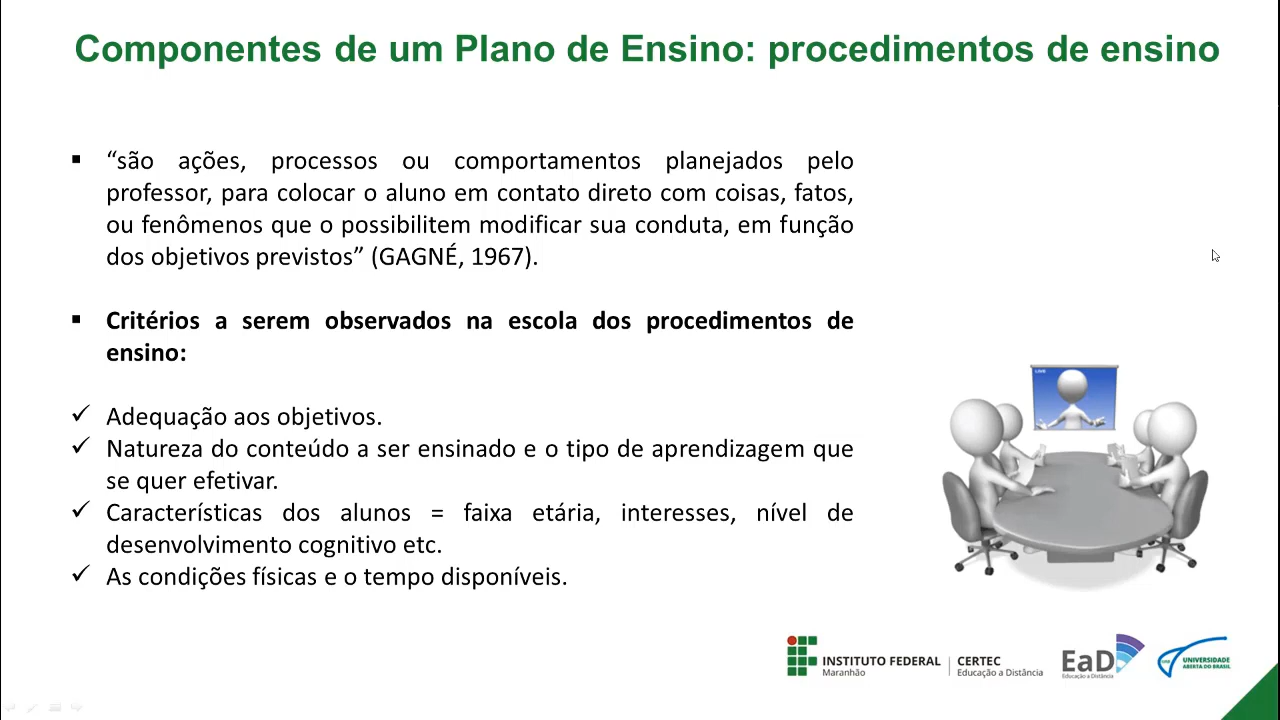 Componentes de um Plano de Ensino: procedimentos de ensino
▪ “são ações, processos ou comportamentos planejados pelo
professor, para colocar o aluno em contato direto com coisas, fatos,
ou fenômenos que o possibilitem modificar sua conduta, em função
dos objetivos previstos” (GAGNÉ, 1967).
▪ Critérios a serem observados na escola dos procedimentos de
ensino:
✓ Adequação aos objetivos.
✓ Natureza do conteúdo a ser ensinado e o tipo de aprendizagem que
se quer efetivar.
✓ Características dos alunos = faixa etária, interesses, nível de
desenvolvimento cognitivo etc.
✓ As condições físicas e o tempo disponíveis.
INSTITUTO FEDERAL
Maranhão
CERTEC
Educação a Distância
EaD
Educação a Distância
UNIVERSIDADE
ABERTA DO BRASIL